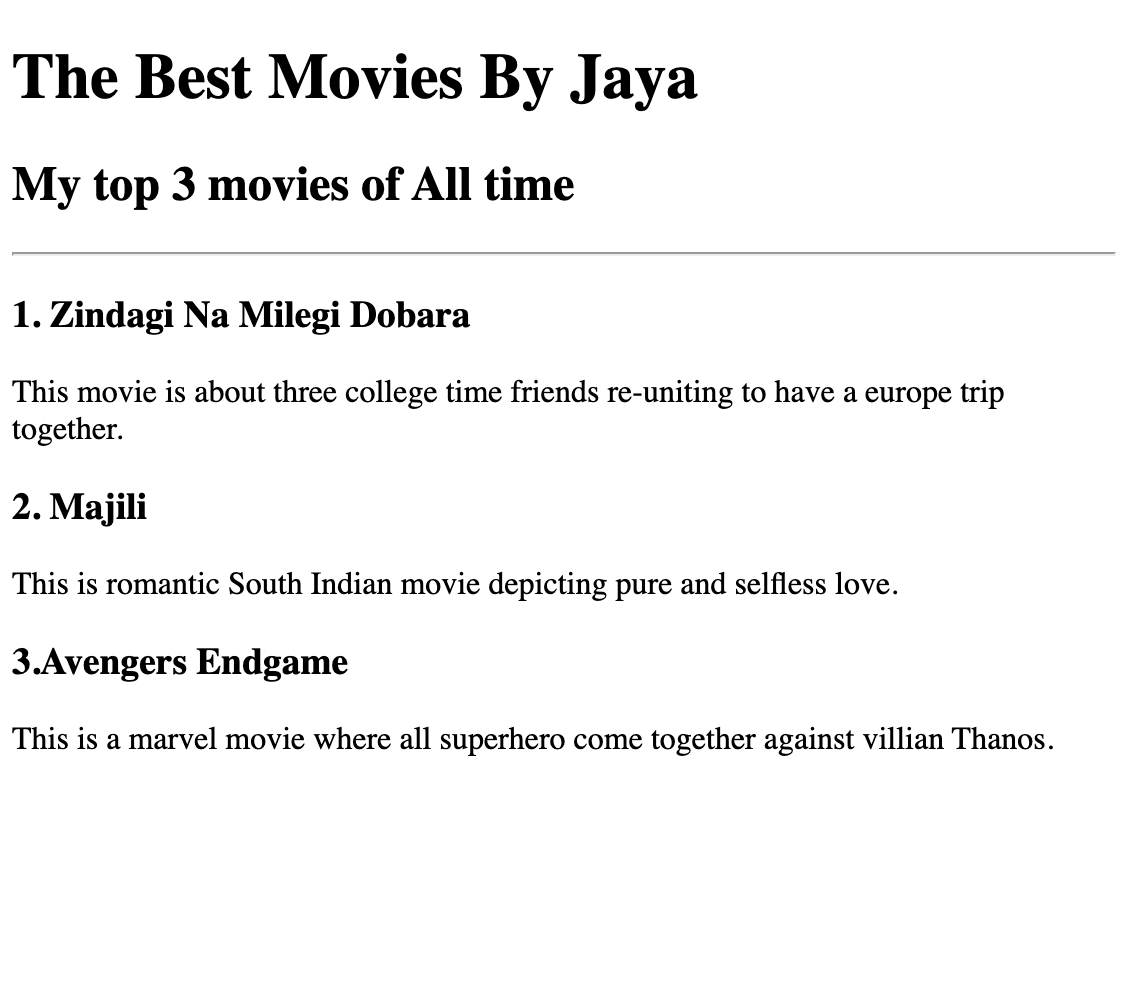 The Best Movies By Jaya
My top 3 movies of All time
1. Zindagi Na Milegi Dobara
This movie is about three college time friends re-uniting to have a europe trip
together.
2. Majili
This is romantic South Indian movie depicting pure and selfless love.
3.Avengers Endgame
This is a marvel movie where all superhero come together against villian Thanos.